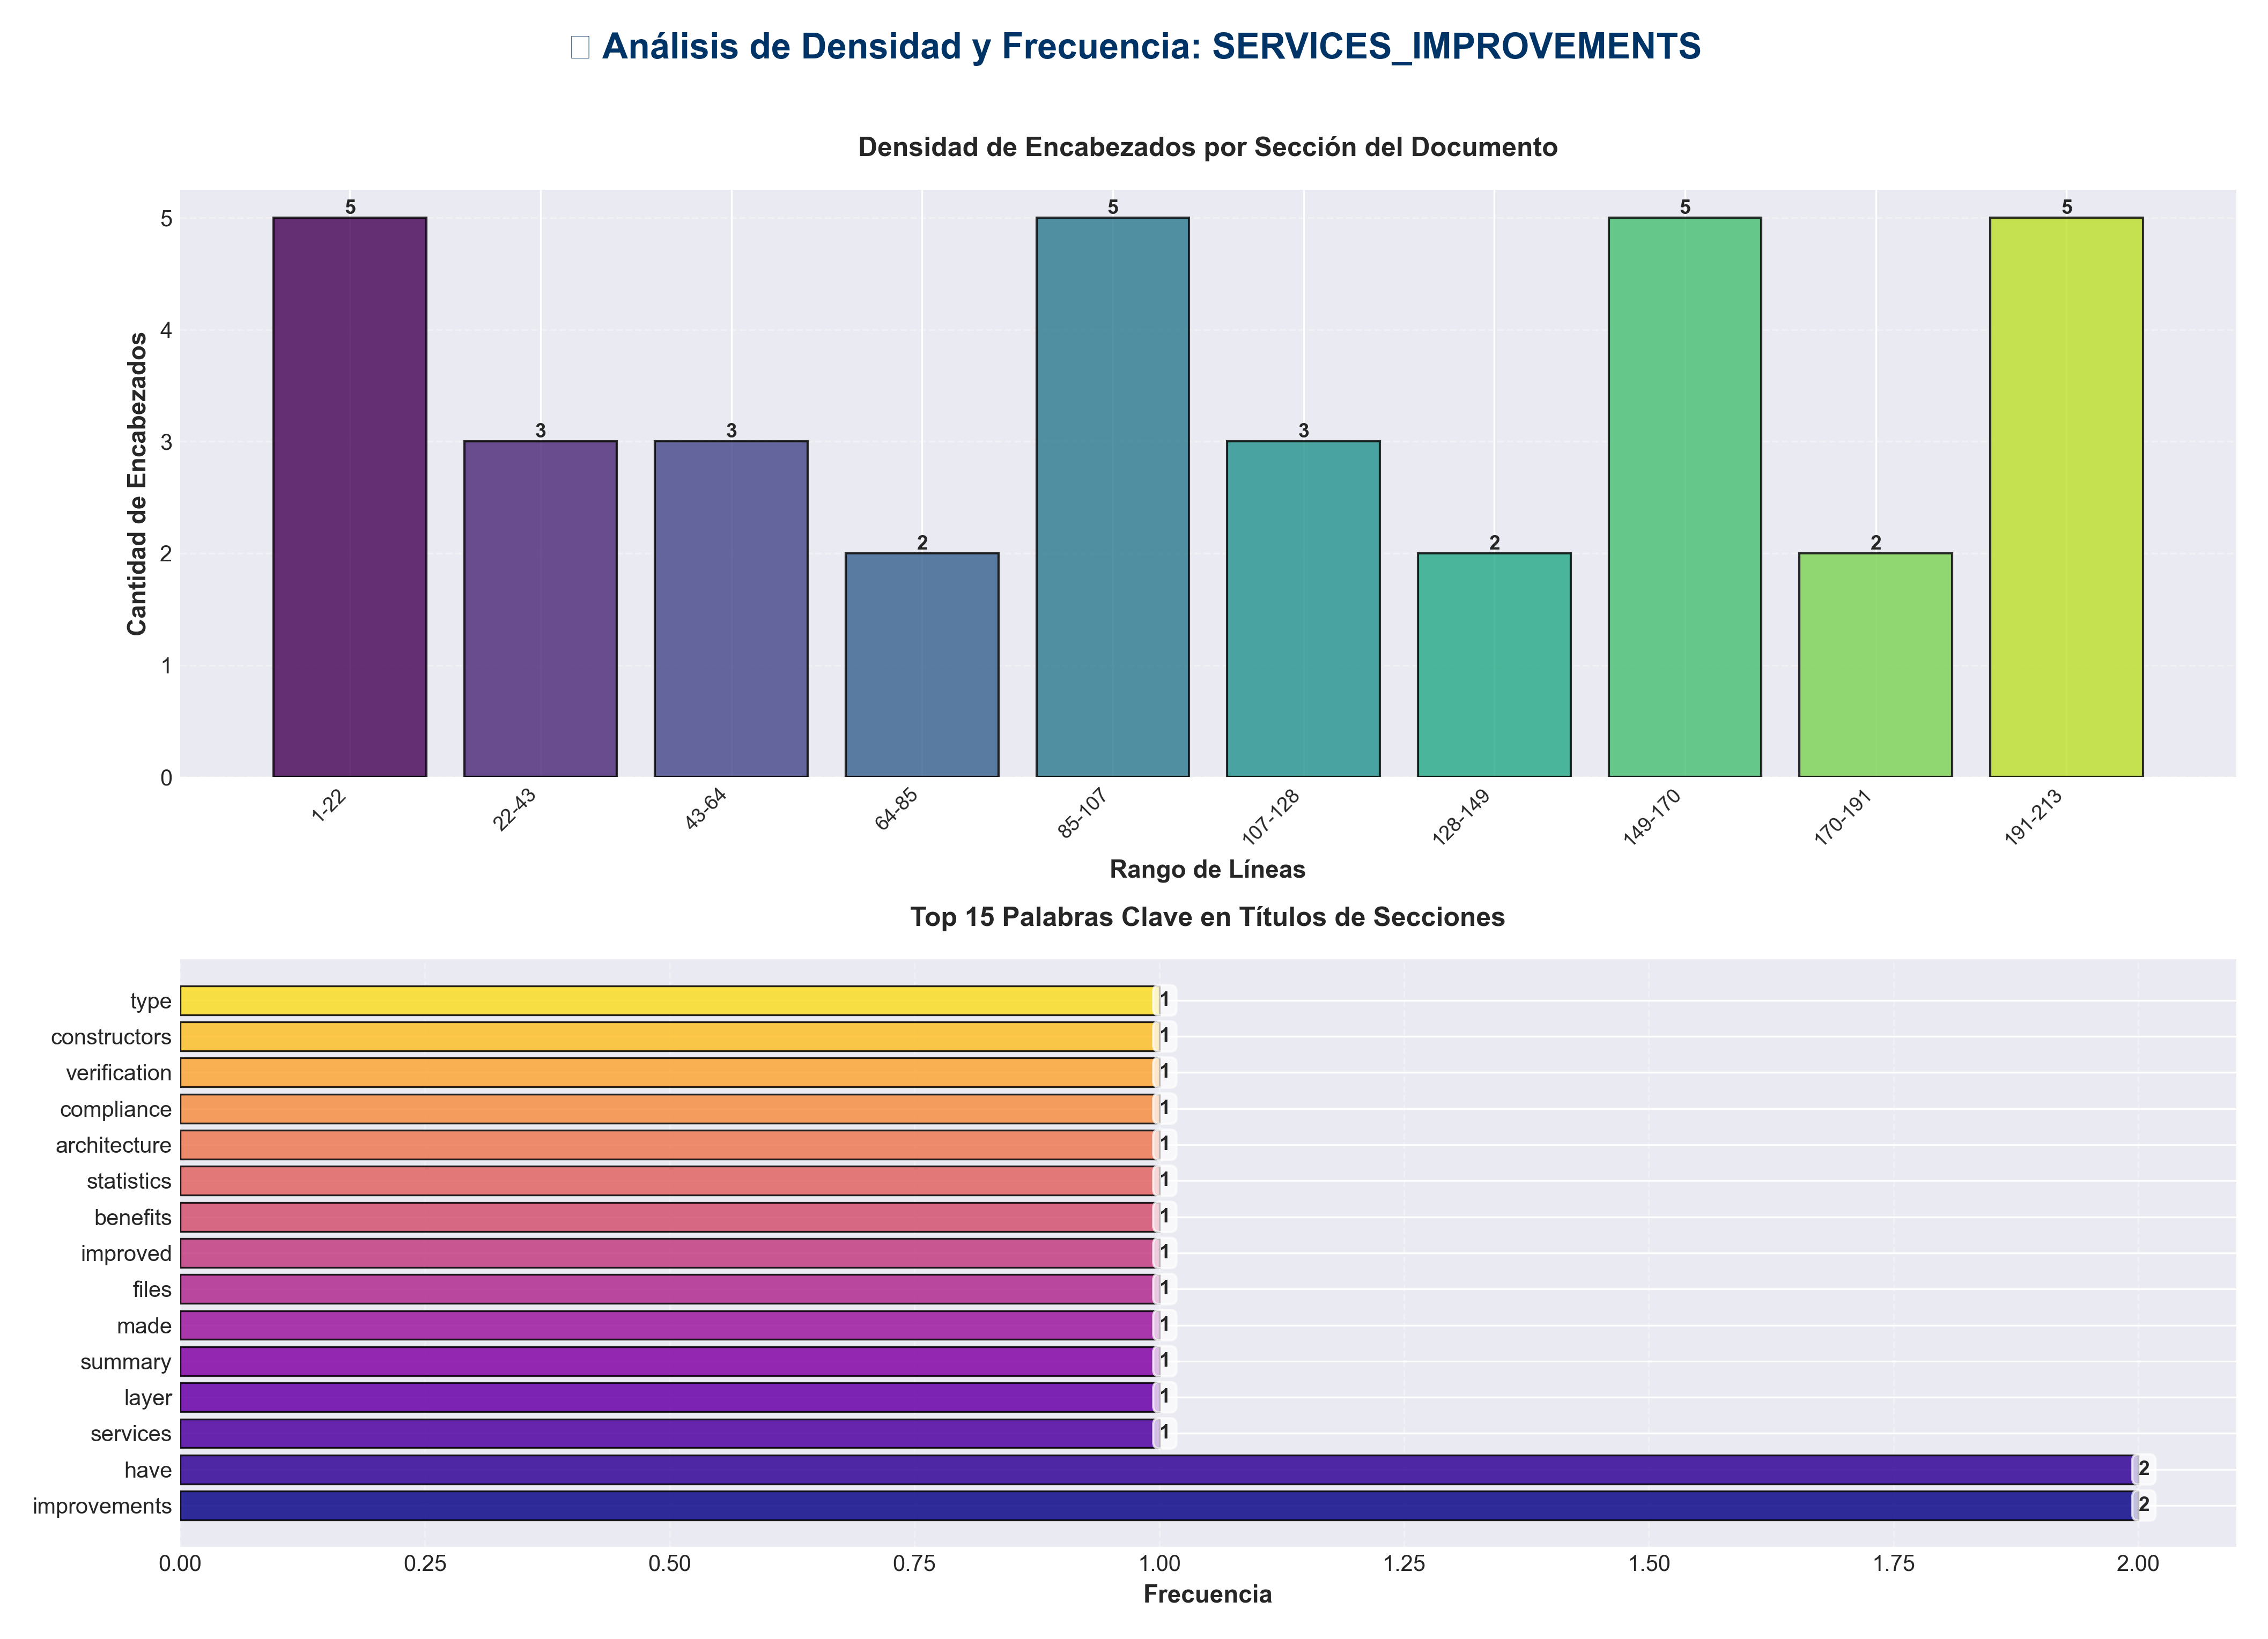 Análisis de Densidad y Frecuencia: SERVICES_IMPROVEMENTS
Densidad de Encabezados por Sección del Documento
Cantidad de Encabezados
5
4
3
2
1
0
5
3
3
2
5
3
2
5
2
5
1-22
22-43
43-64
64-85
85-107
107-128
128-149
149-170
170-191
191-213
Rango de Líneas
Top 15 Palabras Clave en Títulos de Secciones
type 1
constructors 1
verification 1
compliance 1
architecture 1
statistics 1
benefits 1
improved 1
files 1
made 1
summary 1
layer 1
services 1
have 2
improvements 2
0.00 0.25 0.50 0.75 1.00 1.25 1.50 1.75 2.00
Frecuencia